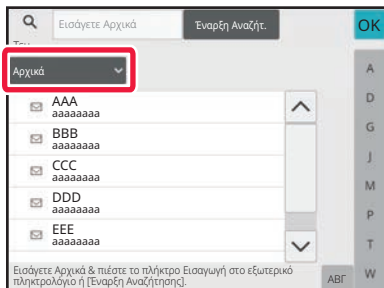 Εισάγετε Αρχικά
Έναρξη Αναζήτ.
OK
Αρχικά
AAA
aaaaaaaa
BBB
aaaaaaaa
CCC
aaaaaaaa
DDD
aaaaaaaa
EEE
aaaaaaaa
A
D
G
J
M
P
T
W
Εισάγετε Αρχικά & πιέστε το πλήκτρο Εισαγωγή στο εξωτερικό
πληκτρολόγιο ή [Έναρξη Αναζήτησης].
ΑΒΓ